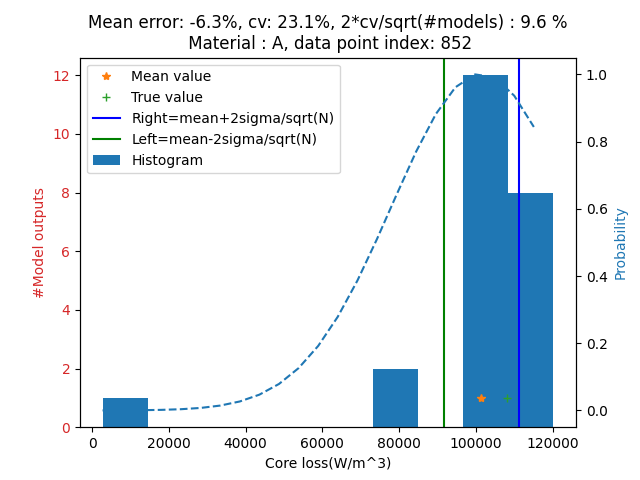 Mean error: -6.3%, cv: 23.1%, 2*cv/sqrt(#models) : 9.6 %
Material : A, data point index: 852
Mean value
True value
Right=mean+2sigma/sqrt(N)
Left=mean-2sigma/sqrt(N)
Histogram
#Model outputs
12
10
8
6
4
2
0
1.0
0.8
0.6
0.4
0.2
0.0
Probability
0
20000
40000
60000
80000
100000
120000
Core loss(W/m^3)